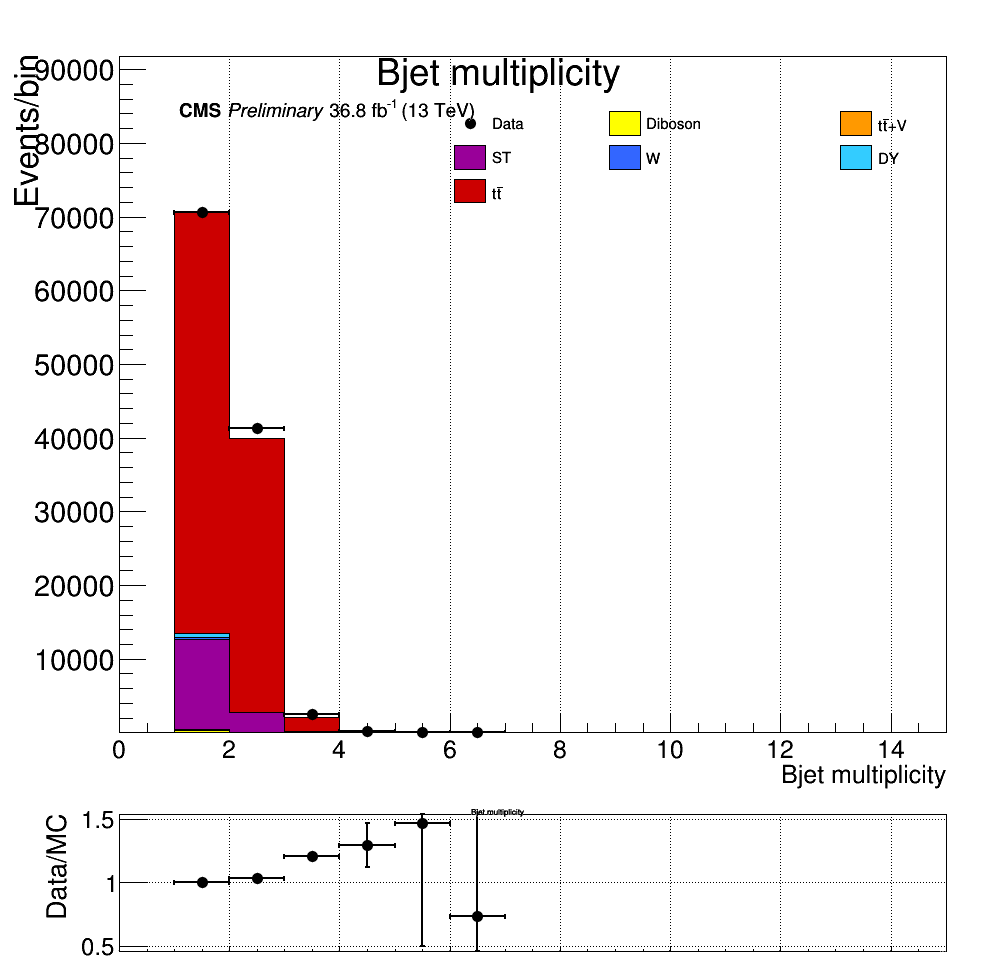 Bjet multiplicity
CMS Preliminary 36.8 fb-1 (13 TeV)
Events/bin
Data
Diboson
tt̄+V
ST
W
DY
tt̄
90000
80000
70000
60000
50000
40000
30000
20000
10000
0 2 4 6 8 10 12 14
Bjet multiplicity
Bjet multiplicity
Data/MC
1.5
1
0.5